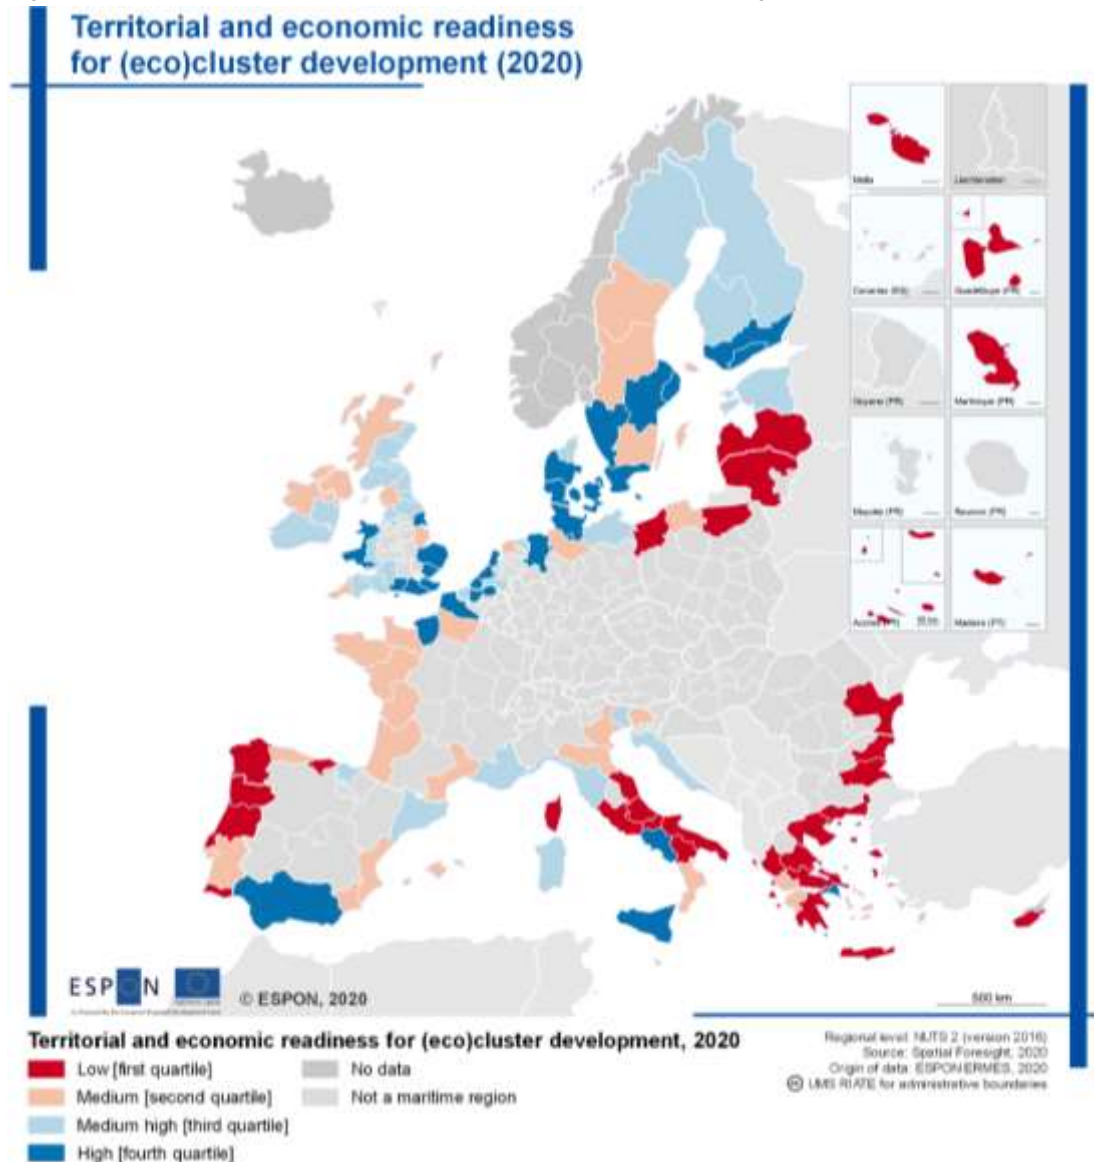 Territorial and economic readiness
for (eco)cluster development (2020)
Malta
Liechtenstein
Canarias (ES)
Guadeloupe (FR)
Guyane (FR)
Martinique (FR)
Mayotte (FR)
Reunion (FR)
Madeira (PT)
ESPON
© ESPON, 2020
500 km
Territorial and economic readiness for (eco)cluster development, 2020
Low [first quartile]
Medium [second quartile]
Medium high [third quartile]
High [fourth quartile]
No data
Not a maritime region
Regional level: NUTS 2 (version 2016)
Source: Spatial Foresight, 2020
Origin of data: ESPON ERMES, 2020
UMS RIATE for administrative boundaries